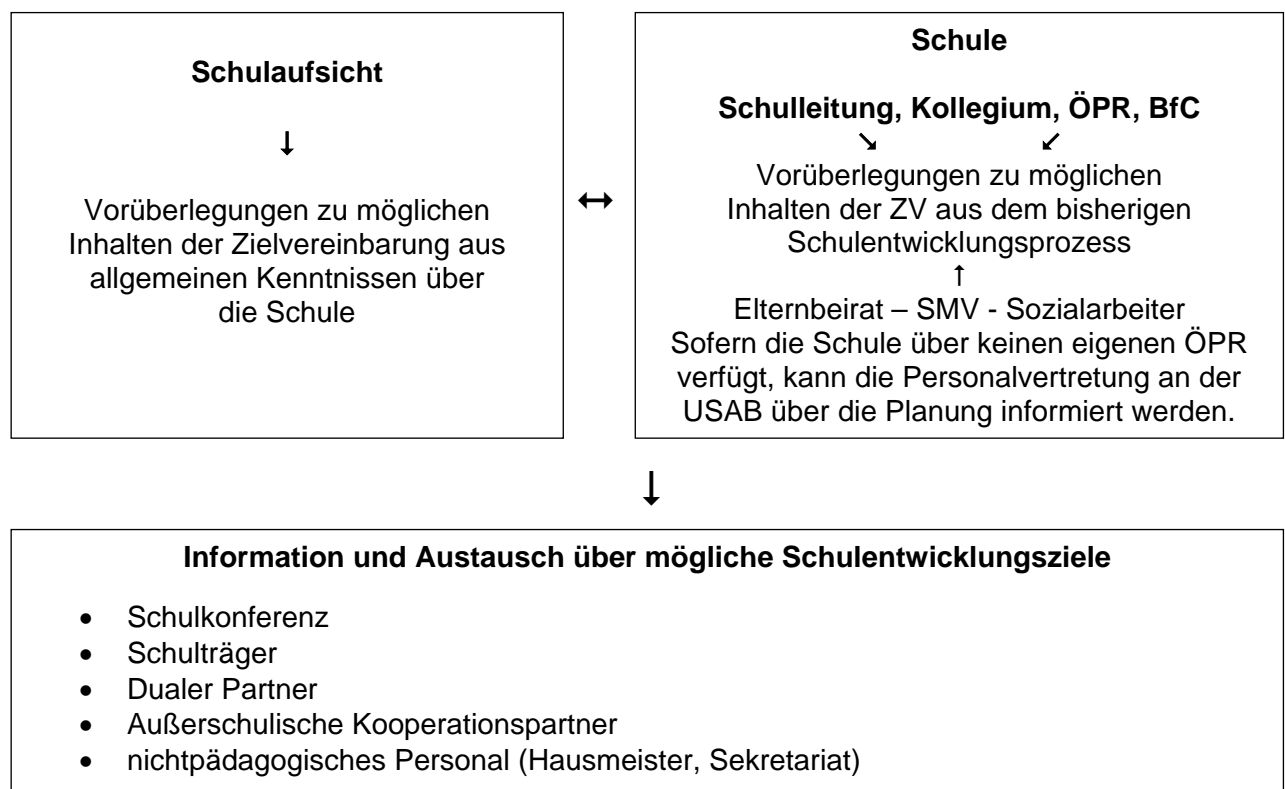 Schulaufsicht
↓
Vorüberlegungen zu möglichen
Inhalten der Zielvereinbarung aus
allgemeinen Kenntnissen über
die Schule
↔
Schule
Schulleitung, Kollegium, ÖPR, BfC
↘ ↙
Vorüberlegungen zu möglichen
Inhalten der ZV aus dem bisherigen
Schulentwicklungsprozess
↑
Elternbeirat – SMV - Sozialarbeiter
Sofern die Schule über keinen eigenen ÖPR
verfügt, kann die Personalvertretung an der
USAB über die Planung informiert werden.
↓
Information und Austausch über mögliche Schulentwicklungsziele
• Schulkonferenz
• Schulträger
• Dualer Partner
• Außerschulische Kooperationspartner
• nichtpädagogisches Personal (Hausmeister, Sekretariat)